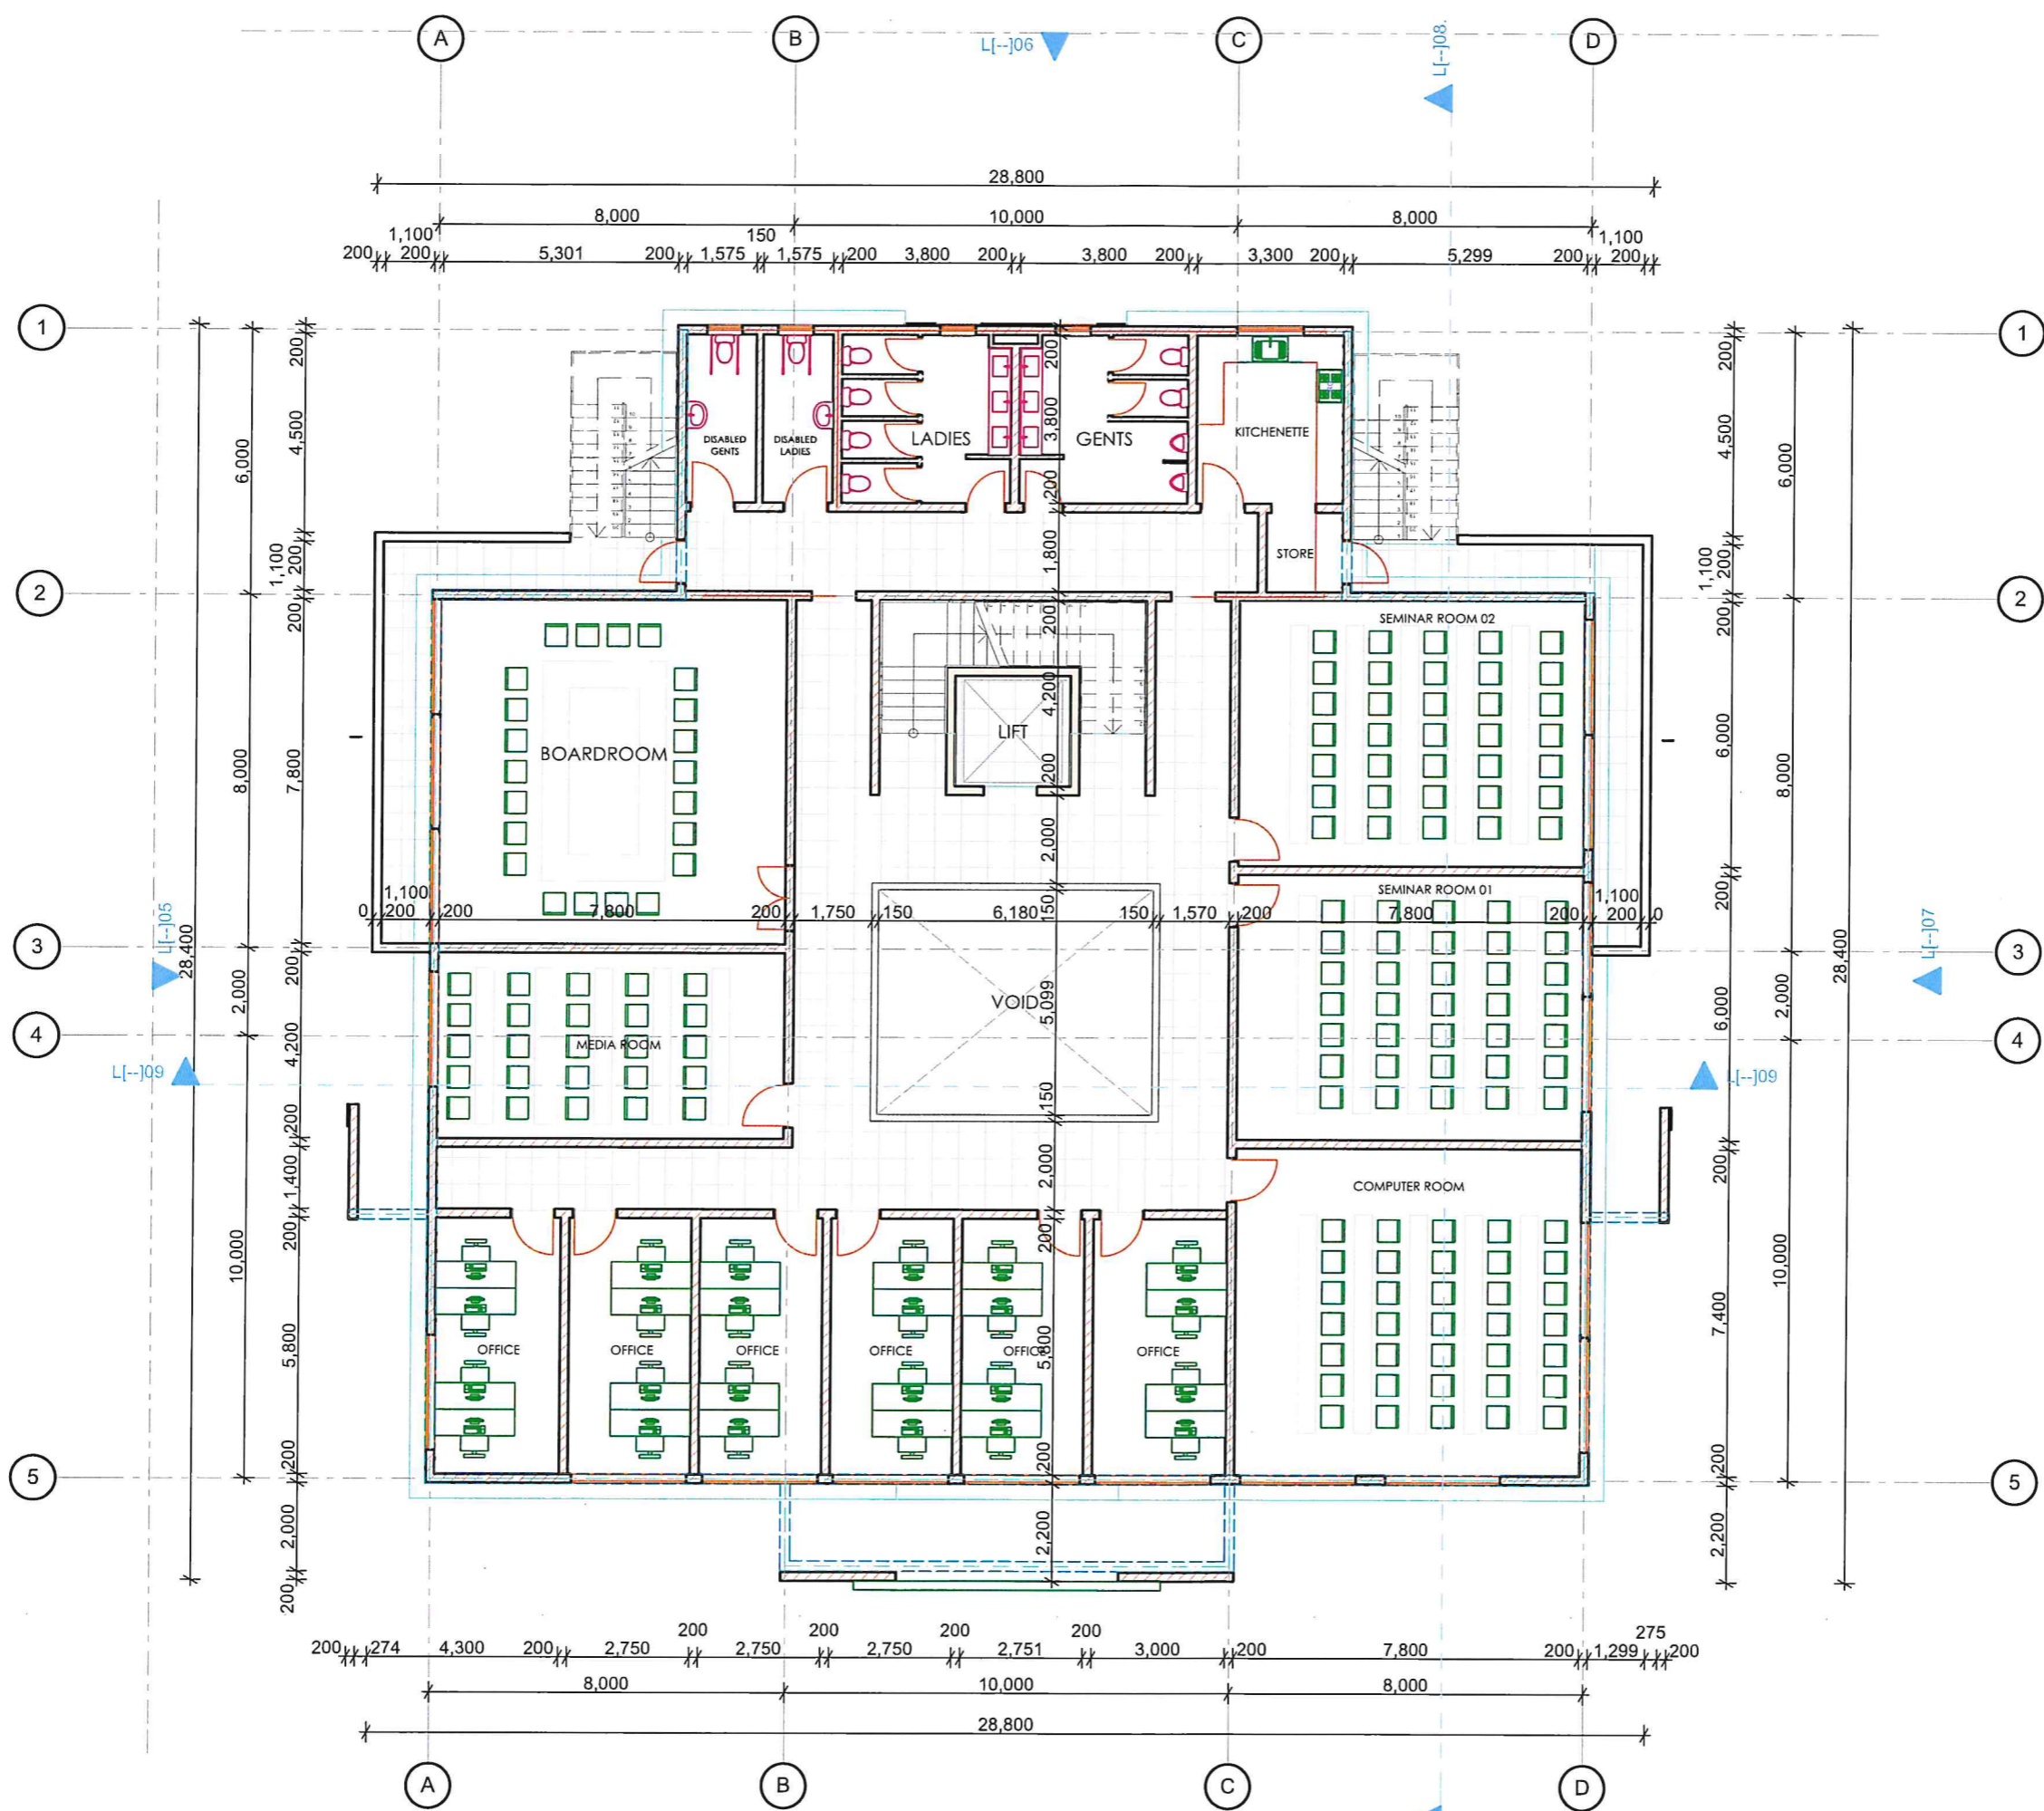 A B C D
L[--]06
L[--]08.
28,800
8,000 10,000 8,000
1,100 150 1,100
200 200 5,301 200 1,575 1,575 200 3,800 200 3,800 200 3,300 200 5,299 200 200
1 1
200 200 200
6,000 4,500 3,800 4,500 6,000
DISABLED GENTS
DISABLED LADIES
LADIES
GENTS
KITCHENETTE
200
1,100 200 1,800 1,100 200
STORE
2 2
200 200 200
SEMINAR ROOM 02
8,000 7,800 4,200 6,000 8,000
BOARDROOM
LIFT
200
2,000
SEMINAR ROOM 01
1,100 200 1,100
0 200 200 7,800 200 1,750 150 6,180 150 1,570 200 7,800 200 200 0
150
L[--]05
28,400
L[--]07
28,400
3 3
200
2,000 4,200 5,099 6,000 2,000
VOID
MEDIA ROOM
4 4
L[--]09 L[--]09
200 150
1,400 2,000 200
COMPUTER ROOM
200 200
10,000 5,800 5,800 7,400 10,000
OFFICE OFFICE OFFICE OFFICE OFFICE OFFICE
200 200 200
5 5
2,000 2,200 2,200
200
200 200 200 200 275
200 274 4,300 200 2,750 2,750 2,750 2,751 3,000 200 7,800 200 1,299 200
8,000 10,000 8,000
28,800
A B C D